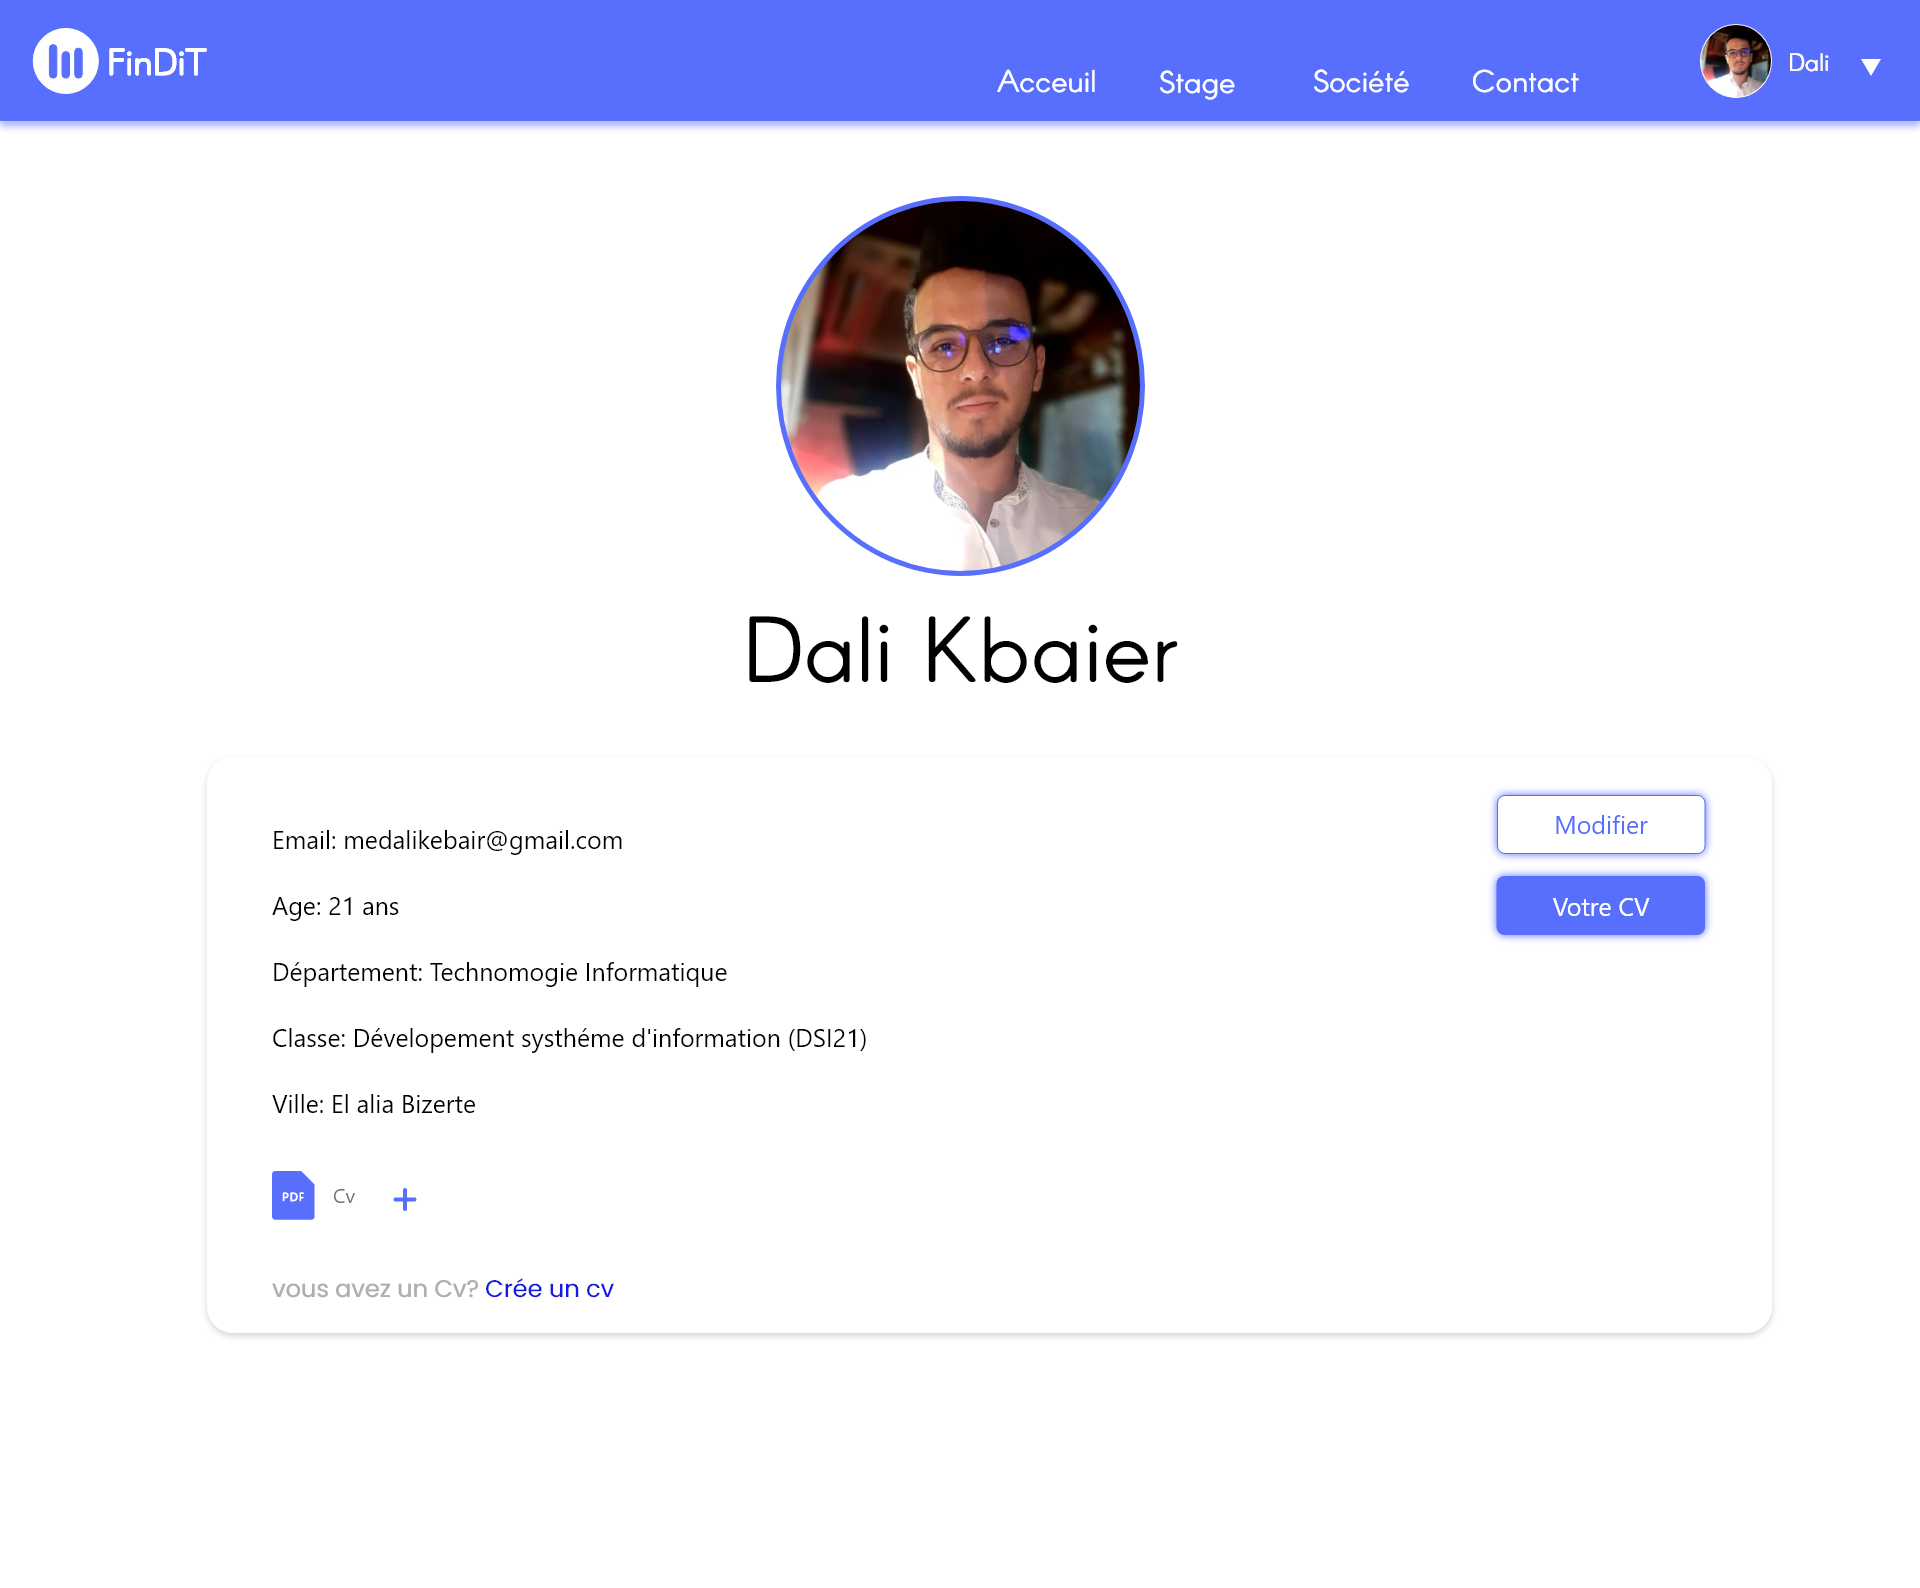 FinDiT
Acceuil Stage Société Contact
Dali
Dali Kbaier
Modifier
Email: medalikebair@gmail.com
Votre CV
Age: 21 ans
Département: Technomogie Informatique
Classe: Dévelopement systhéme d'information (DSI21)
Ville: El alia Bizerte
PDF Cv +
vous avez un Cv? Crée un cv